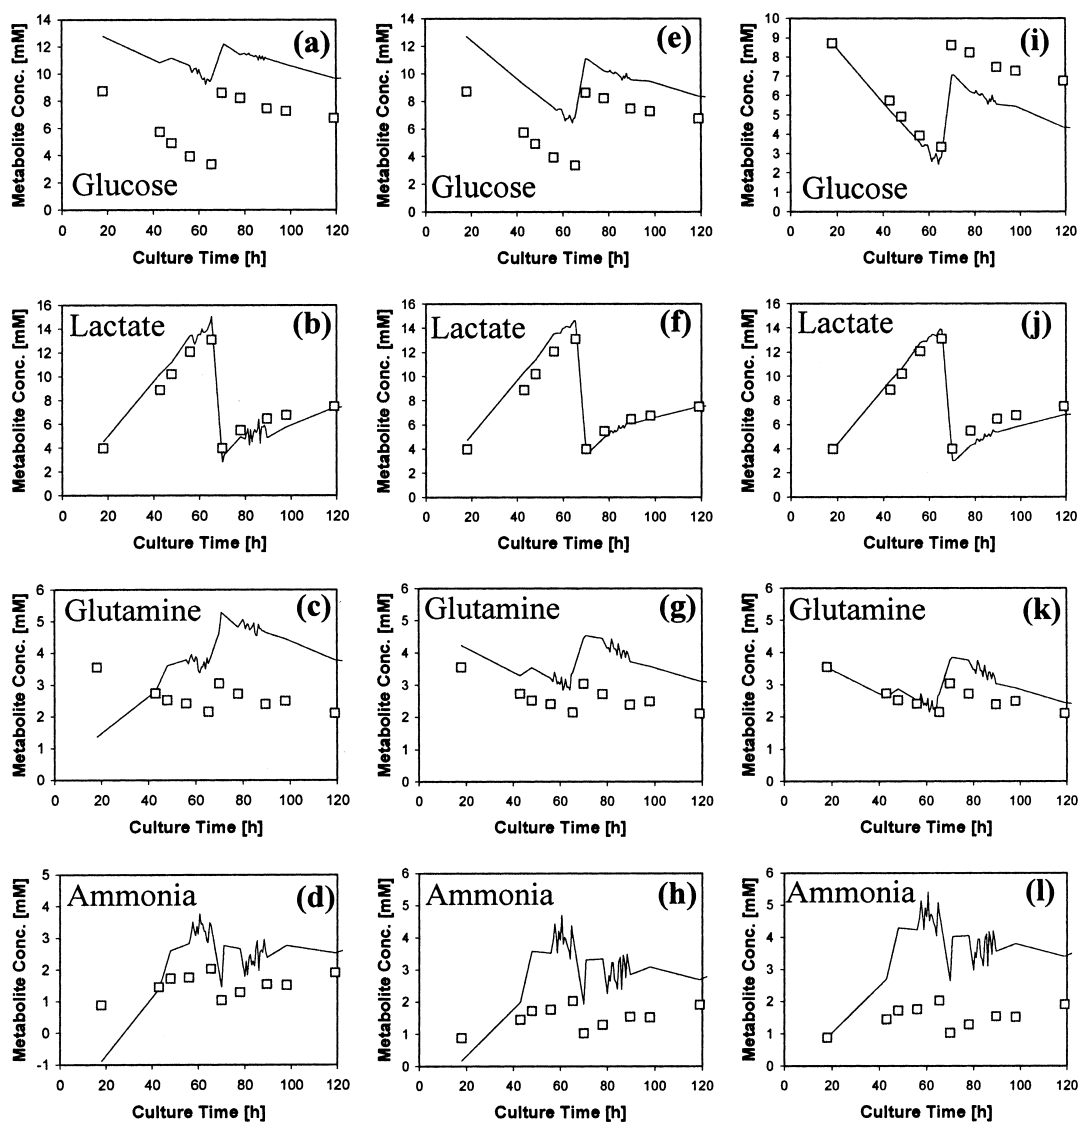 Metabolite Conc. [mM]
14
12
10
8
6
4
2
0
(a)
Glucose
0 20 40 60 80 100 120
Culture Time [h]
Metabolite Conc. [mM]
14
12
10
8
6
4
2
0
(e)
Glucose
0 20 40 60 80 100 120
Culture Time [h]
Metabolite Conc. [mM]
10
9
8
7
6
5
4
3
2
1
0
(i)
Glucose
0 20 40 60 80 100 120
Culture Time [h]
Metabolite Conc. [mM]
16
14
12
10
8
6
4
2
0
Lactate (b)
0 20 40 60 80 100 120
Culture Time [h]
Metabolite Conc. [mM]
16
14
12
10
8
6
4
2
0
Lactate (f)
0 20 40 60 80 100 120
Culture Time [h]
Metabolite Conc. [mM]
16
14
12
10
8
6
4
2
0
Lactate (j)
0 20 40 60 80 100 120
Culture Time [h]
Metabolite Conc. [mM]
6
5
4
3
2
1
0
Glutamine (c)
0 20 40 60 80 100 120
Culture Time [h]
Metabolite Conc. [mM]
6
5
4
3
2
1
0
Glutamine (g)
0 20 40 60 80 100 120
Culture Time [h]
Metabolite Conc. [mM]
6
5
4
3
2
1
0
Glutamine (k)
0 20 40 60 80 100 120
Culture Time [h]
Metabolite Conc. [mM]
5
4
3
2
1
0
-1
Ammonia (d)
0 20 40 60 80 100 120
Culture Time [h]
Metabolite Conc. [mM]
6
5
4
3
2
1
0
Ammonia (h)
0 20 40 60 80 100 120
Culture Time [h]
Metabolite Conc. [mM]
6
5
4
3
2
1
0
Ammonia (l)
0 20 40 60 80 100 120
Culture Time [h]